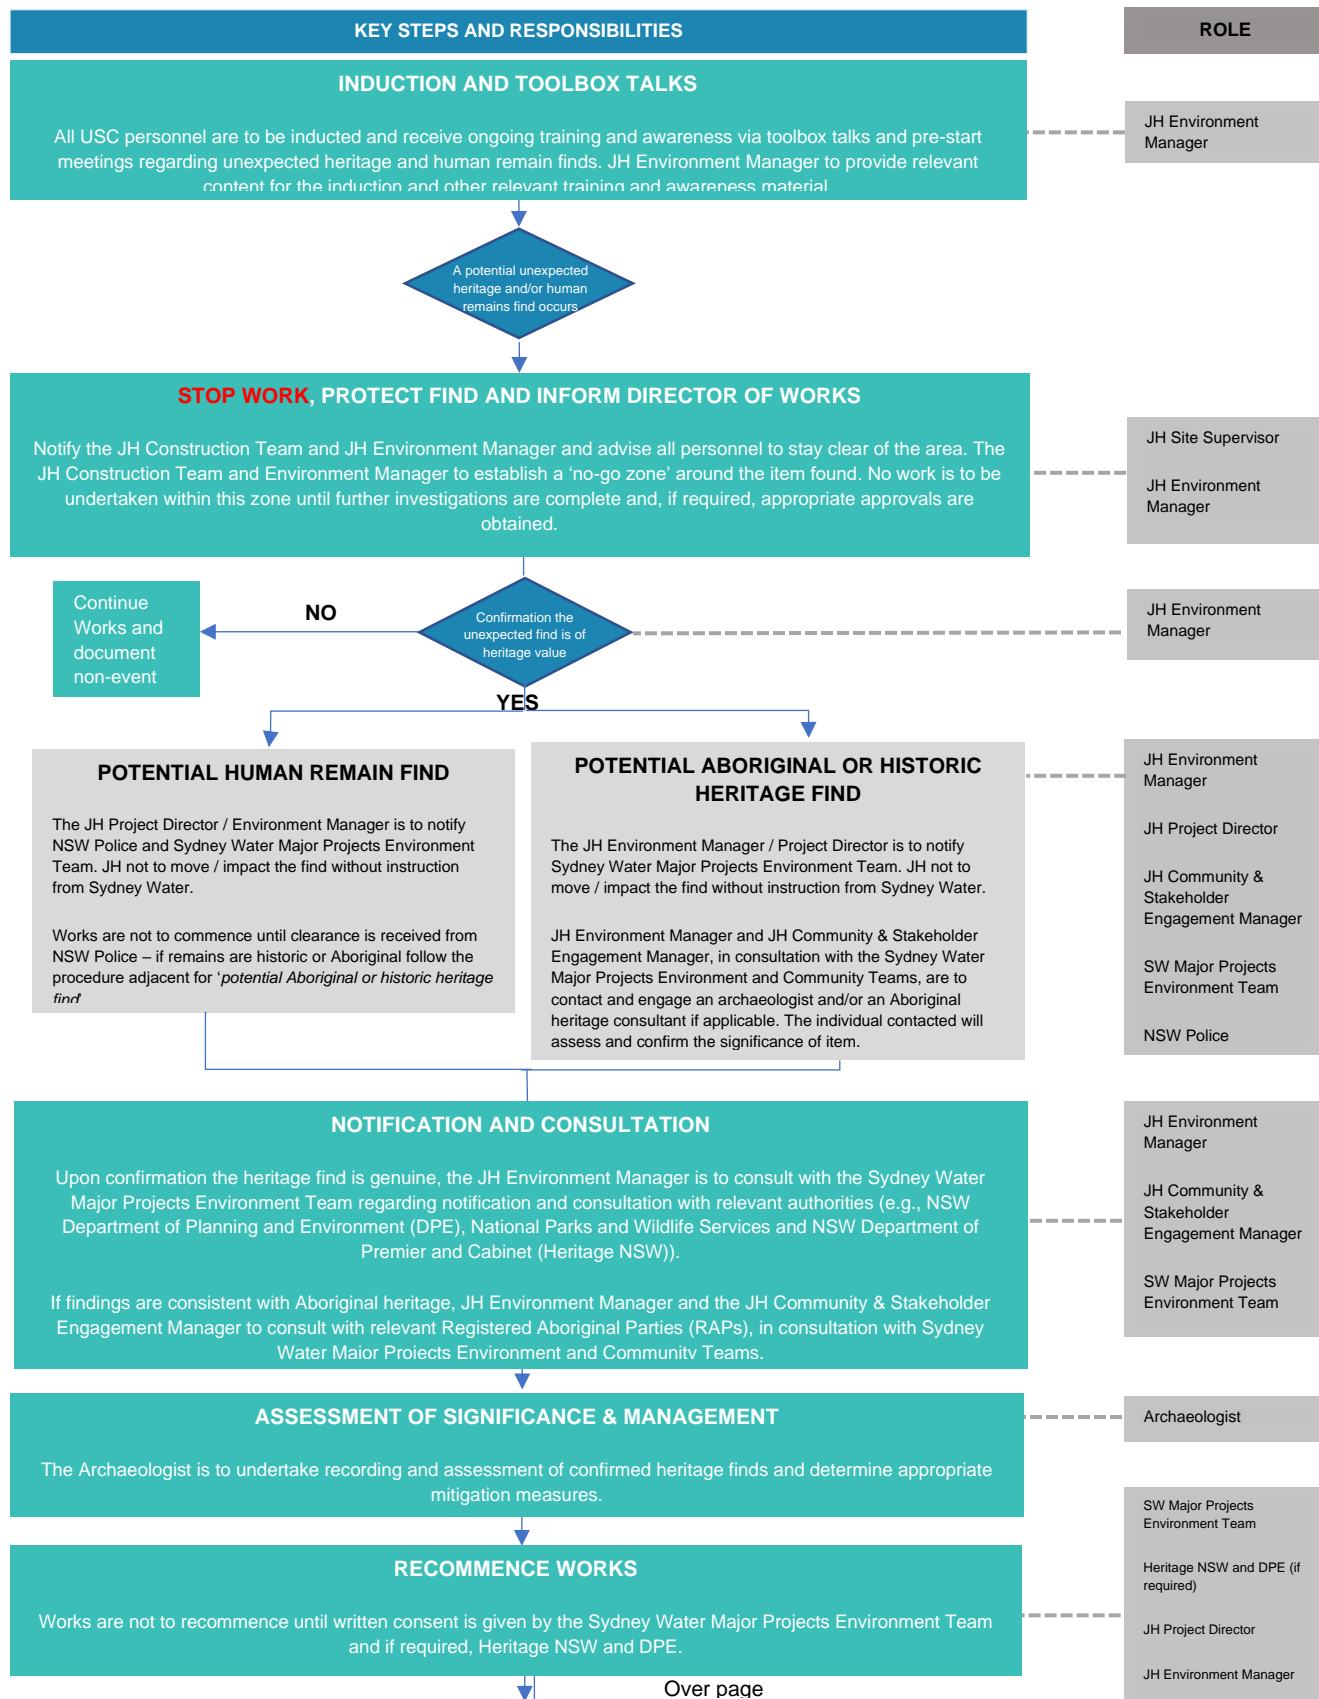 KEY STEPS AND RESPONSIBILITIES
ROLE
INDUCTION AND TOOLBOX TALKS
All USC personnel are to be inducted and receive ongoing training and awareness via toolbox talks and pre-start
meetings regarding unexpected heritage and human remain finds. JH Environment Manager to provide relevant
content for the induction and other relevant training and awareness material
JH Environment
Manager
A potential unexpected
heritage and/or human
remains find occurs
STOP WORK, PROTECT FIND AND INFORM DIRECTOR OF WORKS
Notify the JH Construction Team and JH Environment Manager and advise all personnel to stay clear of the area. The
JH Construction Team and Environment Manager to establish a ‘no-go zone’ around the item found. No work is to be
undertaken within this zone until further investigations are complete and, if required, appropriate approvals are
obtained.
JH Site Supervisor
JH Environment
Manager
Continue
Works and
document
non-event
NO
Confirmation the
unexpected find is of
heritage value
JH Environment
Manager
YES
POTENTIAL HUMAN REMAIN FIND
The JH Project Director / Environment Manager is to notify
NSW Police and Sydney Water Major Projects Environment
Team. JH not to move / impact the find without instruction
from Sydney Water.
Works are not to commence until clearance is received from
NSW Police – if remains are historic or Aboriginal follow the
procedure adjacent for ‘potential Aboriginal or historic heritage
find’
POTENTIAL ABORIGINAL OR HISTORIC
HERITAGE FIND
The JH Environment Manager / Project Director is to notify
Sydney Water Major Projects Environment Team. JH not to
move / impact the find without instruction from Sydney Water.
JH Environment Manager and JH Community & Stakeholder
Engagement Manager, in consultation with the Sydney Water
Major Projects Environment and Community Teams, are to
contact and engage an archaeologist and/or an Aboriginal
heritage consultant if applicable. The individual contacted will
assess and confirm the significance of item.
JH Environment
Manager
JH Project Director
JH Community &
Stakeholder
Engagement Manager
SW Major Projects
Environment Team
NSW Police
NOTIFICATION AND CONSULTATION
Upon confirmation the heritage find is genuine, the JH Environment Manager is to consult with the Sydney Water
Major Projects Environment Team regarding notification and consultation with relevant authorities (e.g., NSW
Department of Planning and Environment (DPE), National Parks and Wildlife Services and NSW Department of
Premier and Cabinet (Heritage NSW)).
If findings are consistent with Aboriginal heritage, JH Environment Manager and the JH Community & Stakeholder
Engagement Manager to consult with relevant Registered Aboriginal Parties (RAPs), in consultation with Sydney
Water Major Projects Environment and Community Teams.
JH Environment
Manager
JH Community &
Stakeholder
Engagement Manager
SW Major Projects
Environment Team
ASSESSMENT OF SIGNIFICANCE & MANAGEMENT
The Archaeologist is to undertake recording and assessment of confirmed heritage finds and determine appropriate
mitigation measures.
Archaeologist
RECOMMENCE WORKS
Works are not to recommence until written consent is given by the Sydney Water Major Projects Environment Team
and if required, Heritage NSW and DPE.
SW Major Projects
Environment Team
Heritage NSW and DPE (if
required)
JH Project Director
JH Environment Manager
Over page